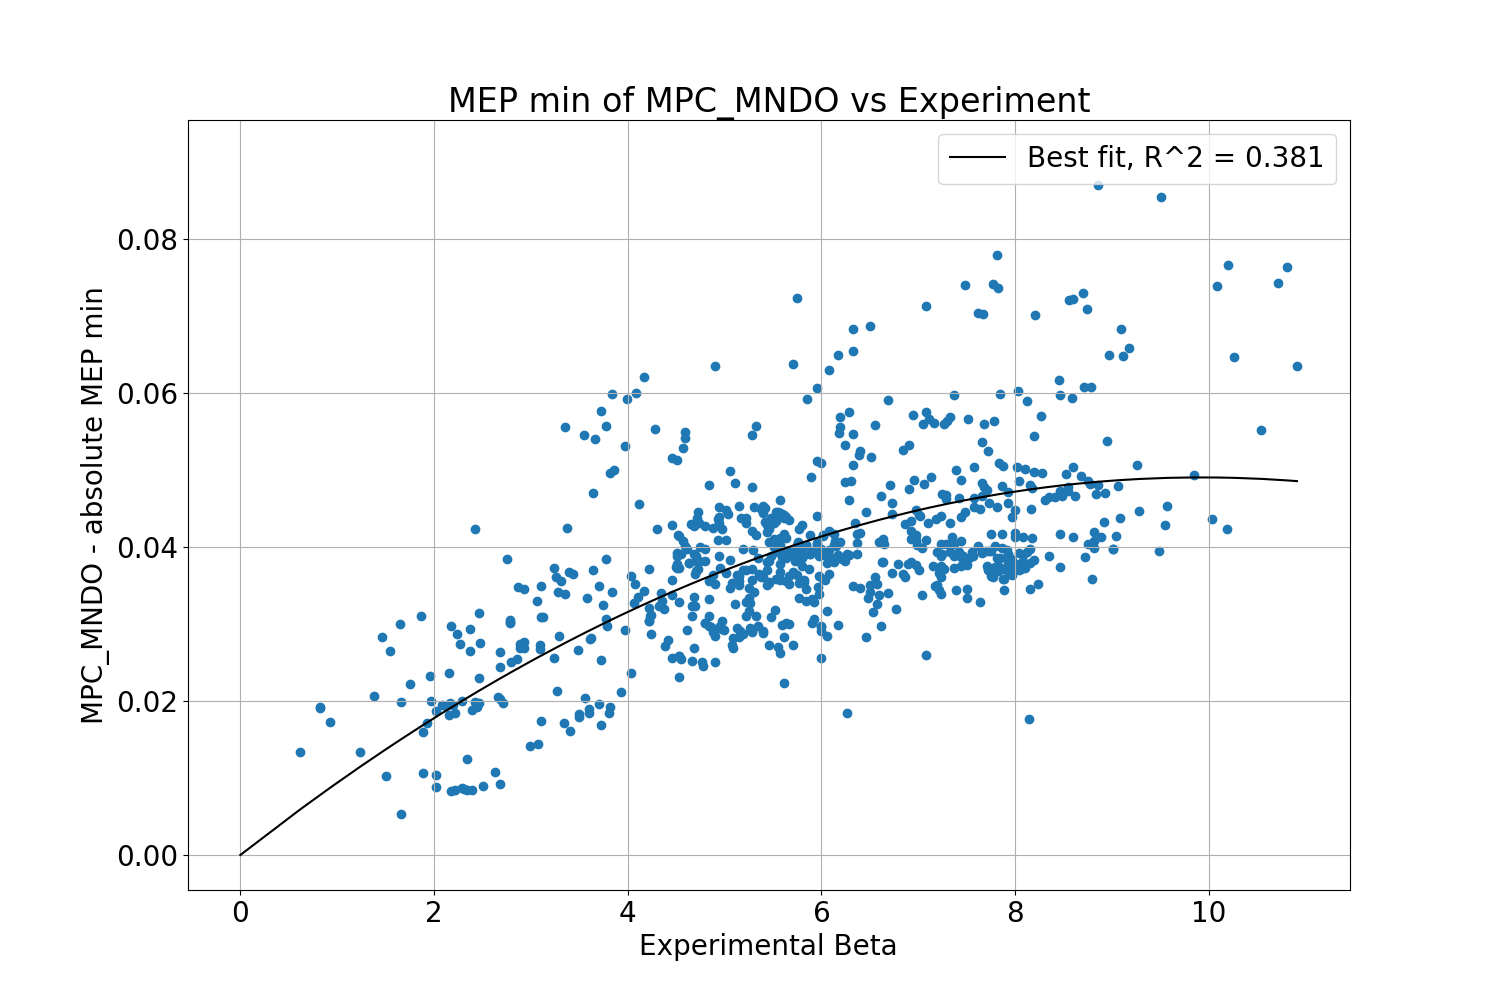 MEP min of MPC_MNDO vs Experiment
Best fit, R^2 = 0.381
MPC_MNDO - absolute MEP min
0.08
0.06
0.04
0.02
0.00
0 2 4 6 8 10
Experimental Beta